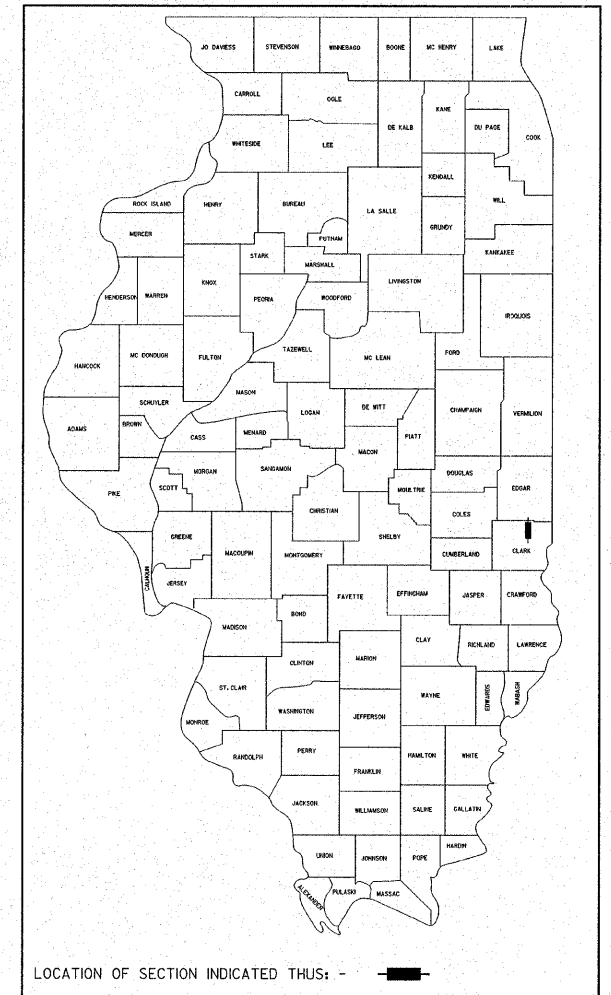 JO DAVIESS STEVENSON WINNEBAGO BOONE MC HENRY LAKE
CARROLL OGLE DE KALB KANE DU PAGE COOK
WHITESIDE LEE
KENDALL
ROCK ISLAND HENRY BUREAU LA SALLE WILL
MERCER PUTNAM GRUNDY
STARK MARSHALL KANKAKEE
HENDERSON WARREN KNOX PEORIA WOODFORD LIVINGSTON IROQUOIS
HANCOCK MC DONOUGH FULTON TAZEWELL MC LEAN FORD
SCHUYLER MASON
ADAMS BROWN LOGAN DE WITT CHAMPAIGN VERMILION
CASS MENARD PIATT
MACON
PIKE SCOTT MORGAN SANGAMON DOUGLAS EDGAR
MOULTRIE
CHRISTIAN COLES
GREENE MACOUPIN MONTGOMERY SHELBY CUMBERLAND CLARK
CALHOUN JERSEY
FAYETTE EFFINGHAM JASPER CRAWFORD
MADISON BOND
CLAY RICHLAND LAWRENCE
CLINTON MARION
ST. CLAIR WAYNE EDWARDS WABASH
MONROE WASHINGTON JEFFERSON
RANDOLPH PERRY HAMILTON WHITE
FRANKLIN
JACKSON WILLIAMSON SALINE GALLATIN
UNION JOHNSON POPE HARDIN
ALEXANDER PULASKI MASSAC
LOCATION OF SECTION INDICATED THUS: -